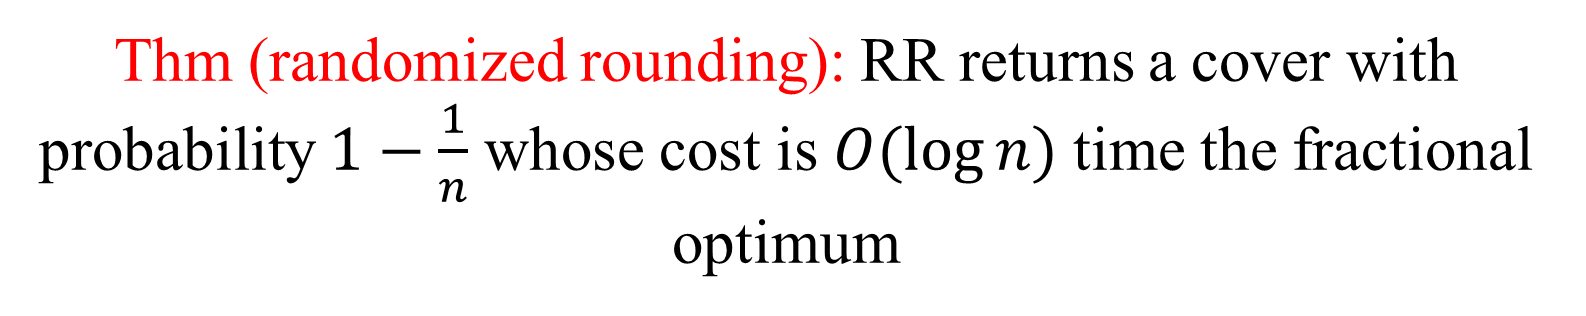 Thm (randomized rounding): RR returns a cover with
probability 1 − 1/n whose cost is O(log n) time the fractional
optimum